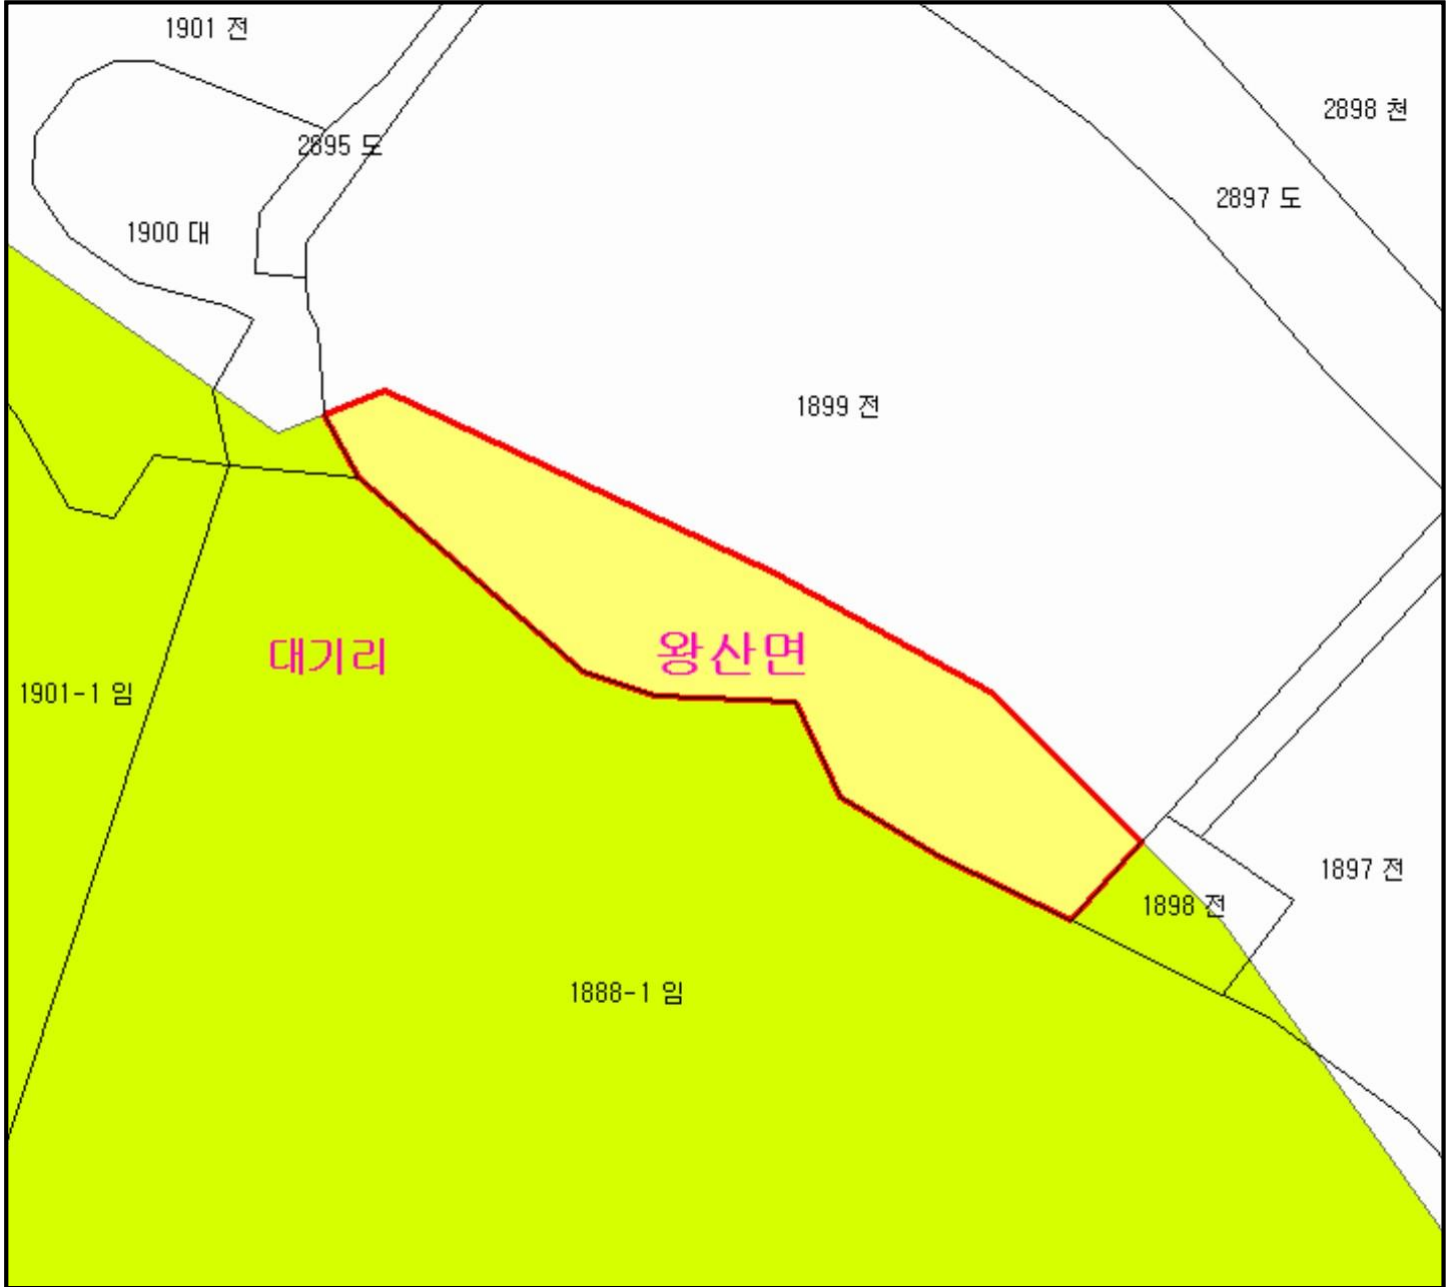 1901 전
2898 천
2895 도
2897 도
1900 대
1899 전
대기리
왕산면
1901-1 임
1897 전
1898 전
1888-1 임